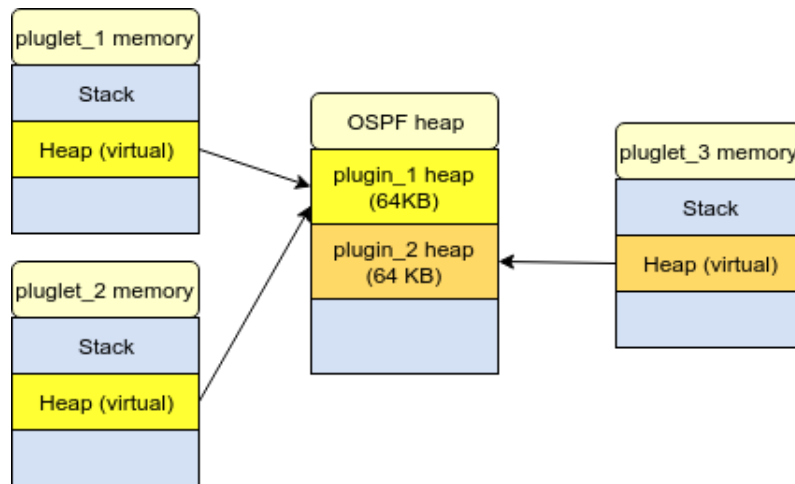 pluglet_1 memory
Stack
Heap (virtual)
pluglet_2 memory
Stack
Heap (virtual)
OSPF heap
plugin_1 heap
(64KB)
plugin_2 heap
(64 KB)
pluglet_3 memory
Stack
Heap (virtual)